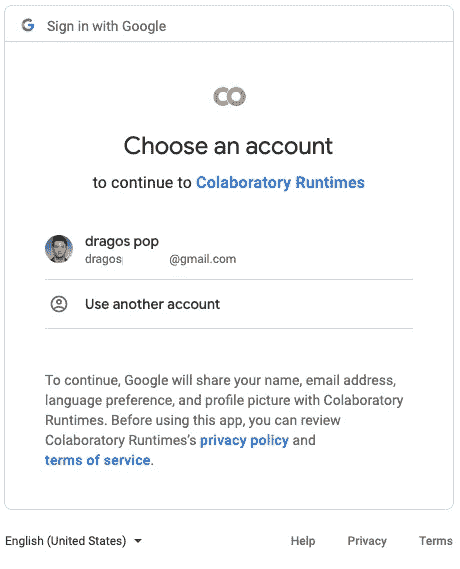 Sign in with Google
Choose an account
to continue to Colaboratory Runtimes
dragos pop
dragos @gmail.com
Use another account
To continue, Google will share your name, email address,
language preference, and profile picture with Colaboratory
Runtimes. Before using this app, you can review
Colaboratory Runtimes's privacy policy and
terms of service.
English (United States) Help Privacy Terms